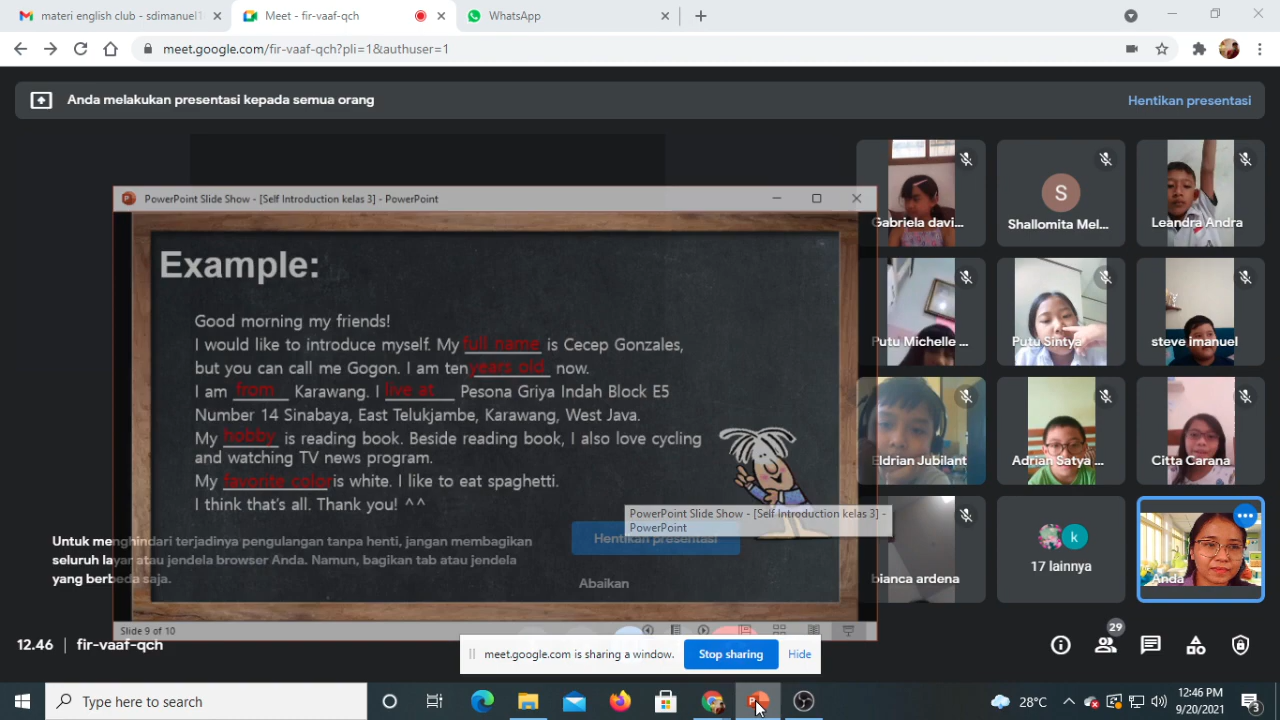 materi english club - sdimanuel1
Meet - fir-vaaf-qch
WhatsApp
meet.google.com/fir-vaaf-qch?pli=1&authuser=1
Anda melakukan presentasi kepada semua orang
Hentikan presentasi
PowerPoint Slide Show - [Self Introduction kelas 3] - PowerPoint
Example:
Good morning my friends!
I would like to introduce myself. My full name is Cecep Gonzales,
but you can call me Gogon. I am ten years old now.
I am from Karawang. I live at Pesona Griya Indah Block E5
Number 14 Sinabaya, East Telukjambe, Karawang, West Java.
My hobby is reading book. Beside reading book, I also love cycling
and watching TV news program.
My favorite color is white. I like to eat spaghetti.
I think that's all. Thank you! ^^
PowerPoint Slide Show - [Self Introduction kelas 3] -
PowerPoint
Untuk menghindari terjadinya pengulangan tanpa henti, jangan membagikan
seluruh layar atau jendela browser Anda. Namun, bagikan tab atau jendela
yang berbeda saja.
Hentikan presentasi
Abaikan
Slide 9 of 10
Gabriela davi...
S
Shallomita Mel...
Leandra Andra
Putu Michelle ...
Putu Sintya
steve imanuel
Eldrian Jubilant
Adrian Satya ...
Citta Carana
bianca ardena
k
17 lainnya
Anda
12.46 | fir-vaaf-qch
29
meet.google.com is sharing a window.
Stop sharing
Hide
Type here to search
28°C
12:46 PM
9/20/2021
3